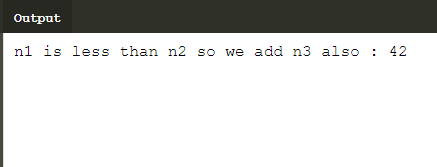 Output
n1 is less than n2 so we add n3 also : 42